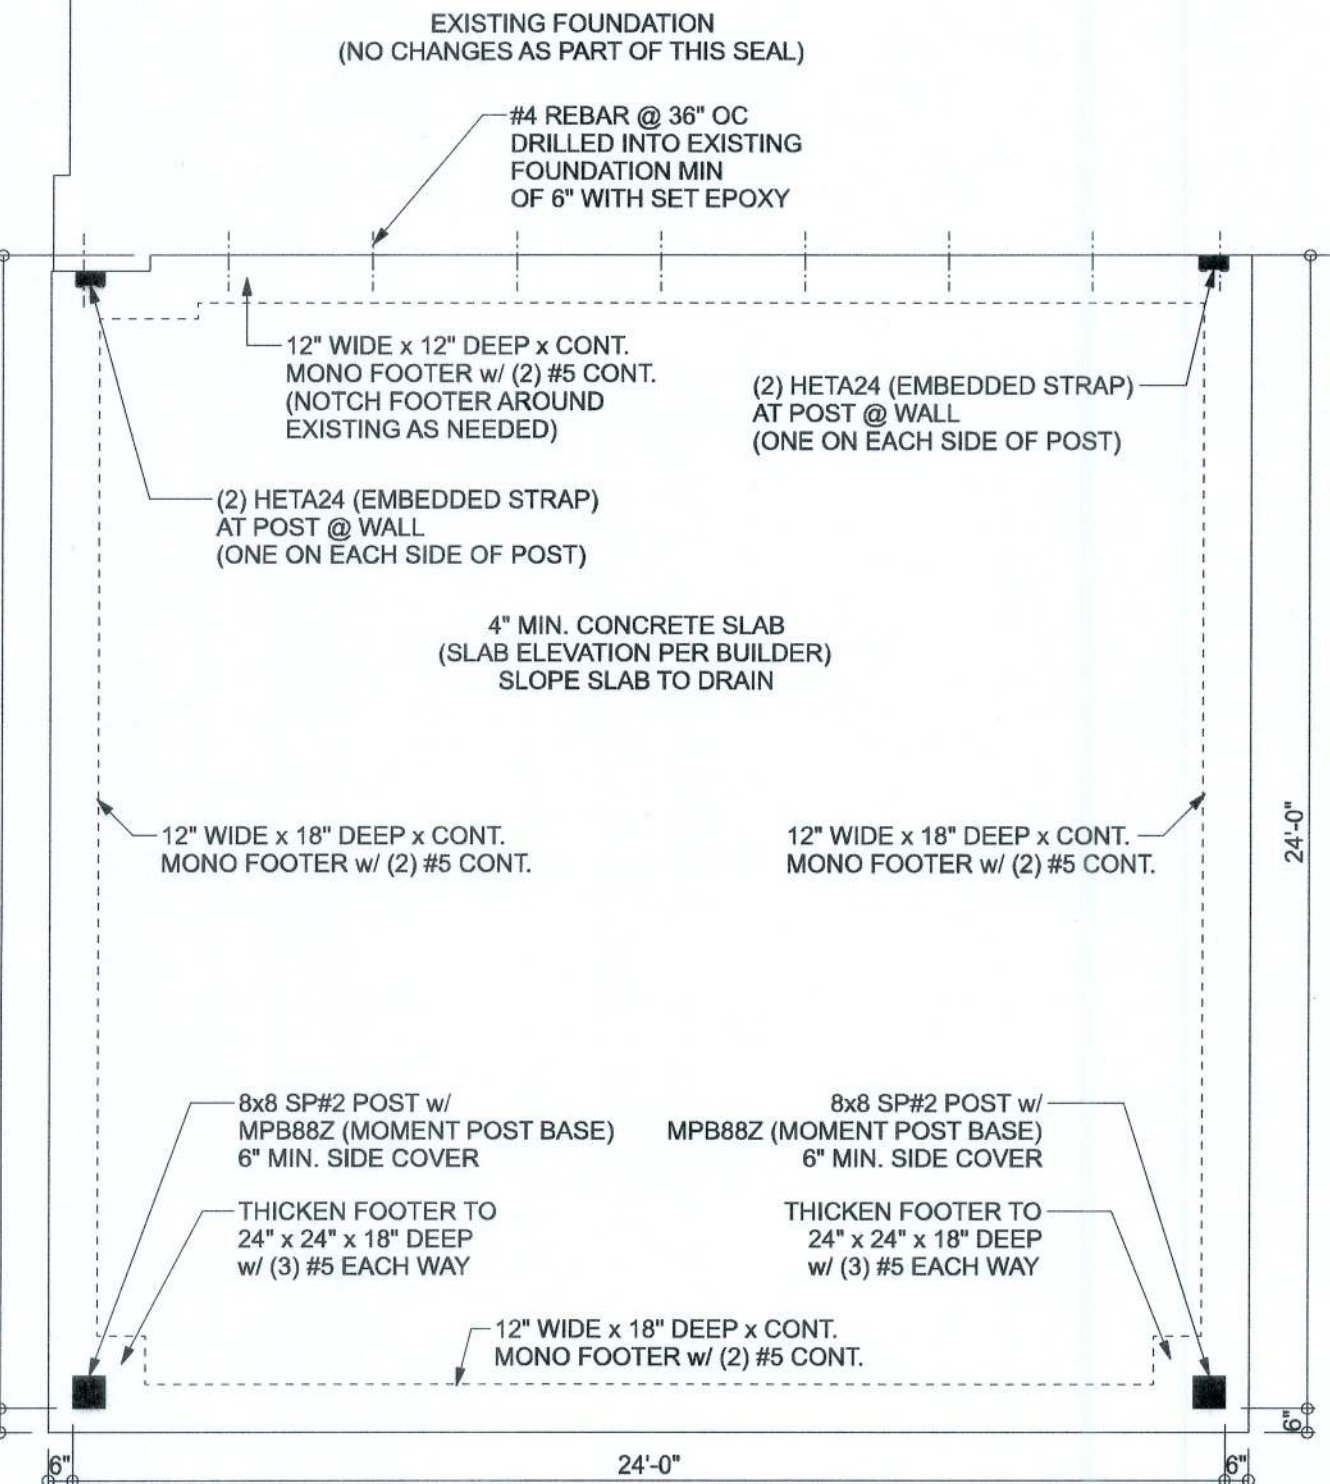 EXISTING FOUNDATION
(NO CHANGES AS PART OF THIS SEAL)
#4 REBAR @ 36" OC
DRILLED INTO EXISTING
FOUNDATION MIN
OF 6" WITH SET EPOXY
12" WIDE x 12" DEEP x CONT.
MONO FOOTER w/ (2) #5 CONT.
(NOTCH FOOTER AROUND
EXISTING AS NEEDED)
(2) HETA24 (EMBEDDED STRAP)
AT POST @ WALL
(ONE ON EACH SIDE OF POST)
(2) HETA24 (EMBEDDED STRAP)
AT POST @ WALL
(ONE ON EACH SIDE OF POST)
4" MIN. CONCRETE SLAB
(SLAB ELEVATION PER BUILDER)
SLOPE SLAB TO DRAIN
12" WIDE x 18" DEEP x CONT.
MONO FOOTER w/ (2) #5 CONT.
12" WIDE x 18" DEEP x CONT.
MONO FOOTER w/ (2) #5 CONT.
24'-0"
8x8 SP#2 POST w/
MPB88Z (MOMENT POST BASE)
6" MIN. SIDE COVER
8x8 SP#2 POST w/
MPB88Z (MOMENT POST BASE)
6" MIN. SIDE COVER
THICKEN FOOTER TO
24" x 24" x 18" DEEP
w/ (3) #5 EACH WAY
THICKEN FOOTER TO
24" x 24" x 18" DEEP
w/ (3) #5 EACH WAY
12" WIDE x 18" DEEP x CONT.
MONO FOOTER w/ (2) #5 CONT.
6"
6"
24'-0"
6"